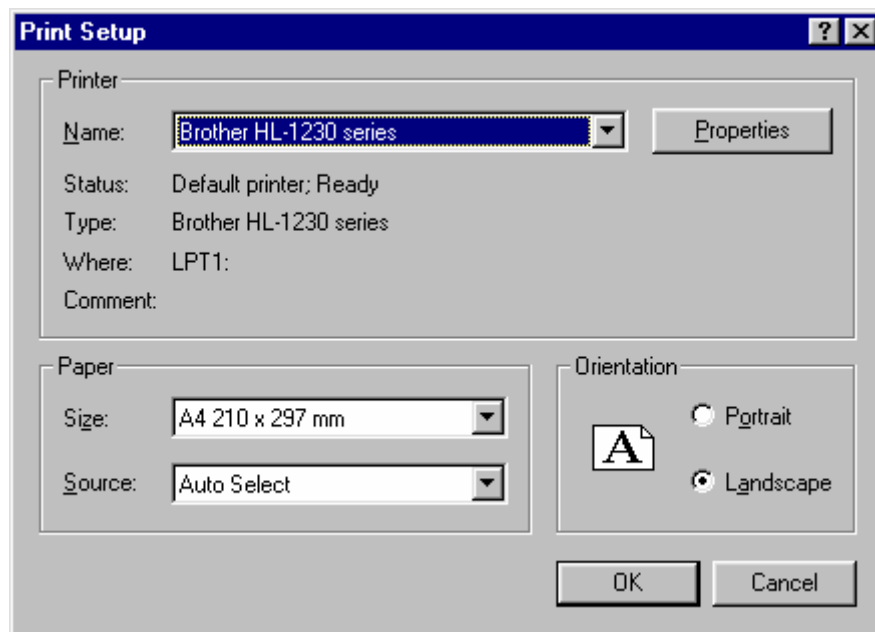 Print Setup
Printer
Name: Brother HL-1230 series Properties
Status: Default printer; Ready
Type: Brother HL-1230 series
Where: LPT1:
Comment:
Paper
Size: A4 210 x 297 mm
Source: Auto Select
Orientation
A
Portrait
Landscape
OK Cancel